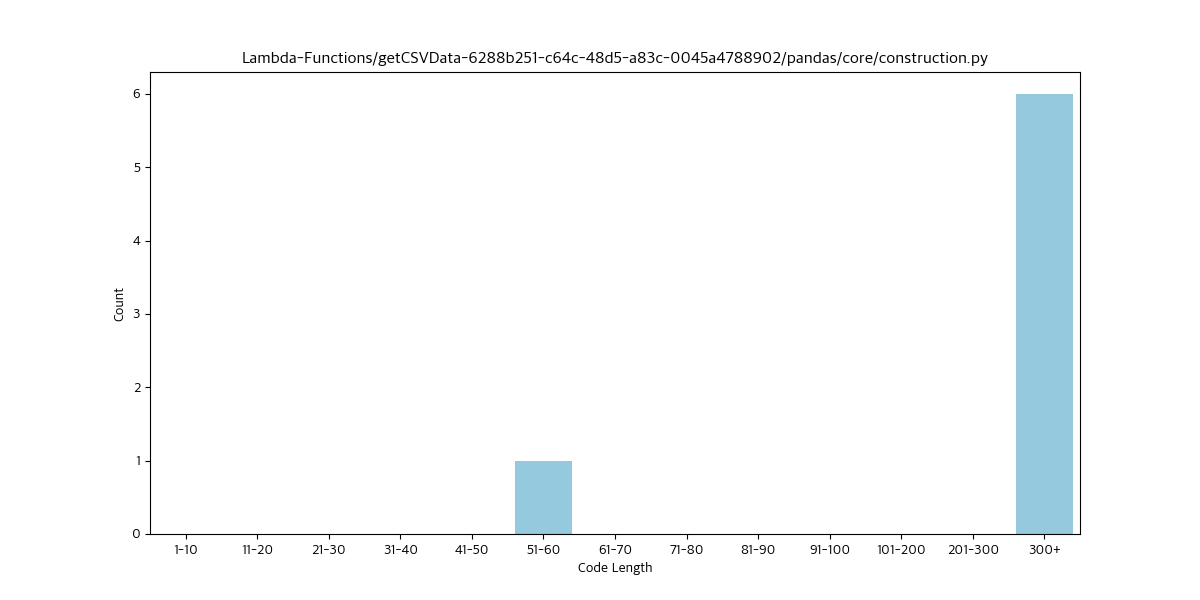 Lambda-Functions/getCSVData-6288b251-c64c-48d5-a83c-0045a4788902/pandas/core/construction.py
6
5
4
3
2
1
0
Count
1-10 11-20 21-30 31-40 41-50 51-60 61-70 71-80 81-90 91-100 101-200 201-300 300+
Code Length